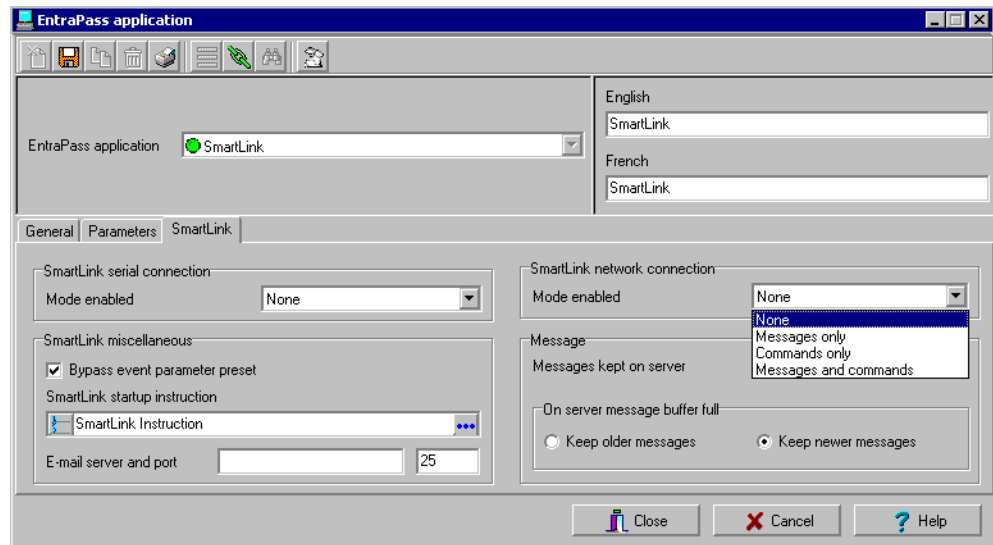 EntraPass application
English
SmartLink
EntraPass application
SmartLink
French
SmartLink
General
Parameters
SmartLink
SmartLink serial connection
Mode enabled
None
SmartLink network connection
Mode enabled
None
None
Messages only
Commands only
Messages and commands
SmartLink miscellaneous
Bypass event parameter preset
SmartLink startup instruction
SmartLink Instruction
E-mail server and port
25
Message
Messages kept on server
On server message buffer full
Keep older messages
Keep newer messages
Close
Cancel
Help